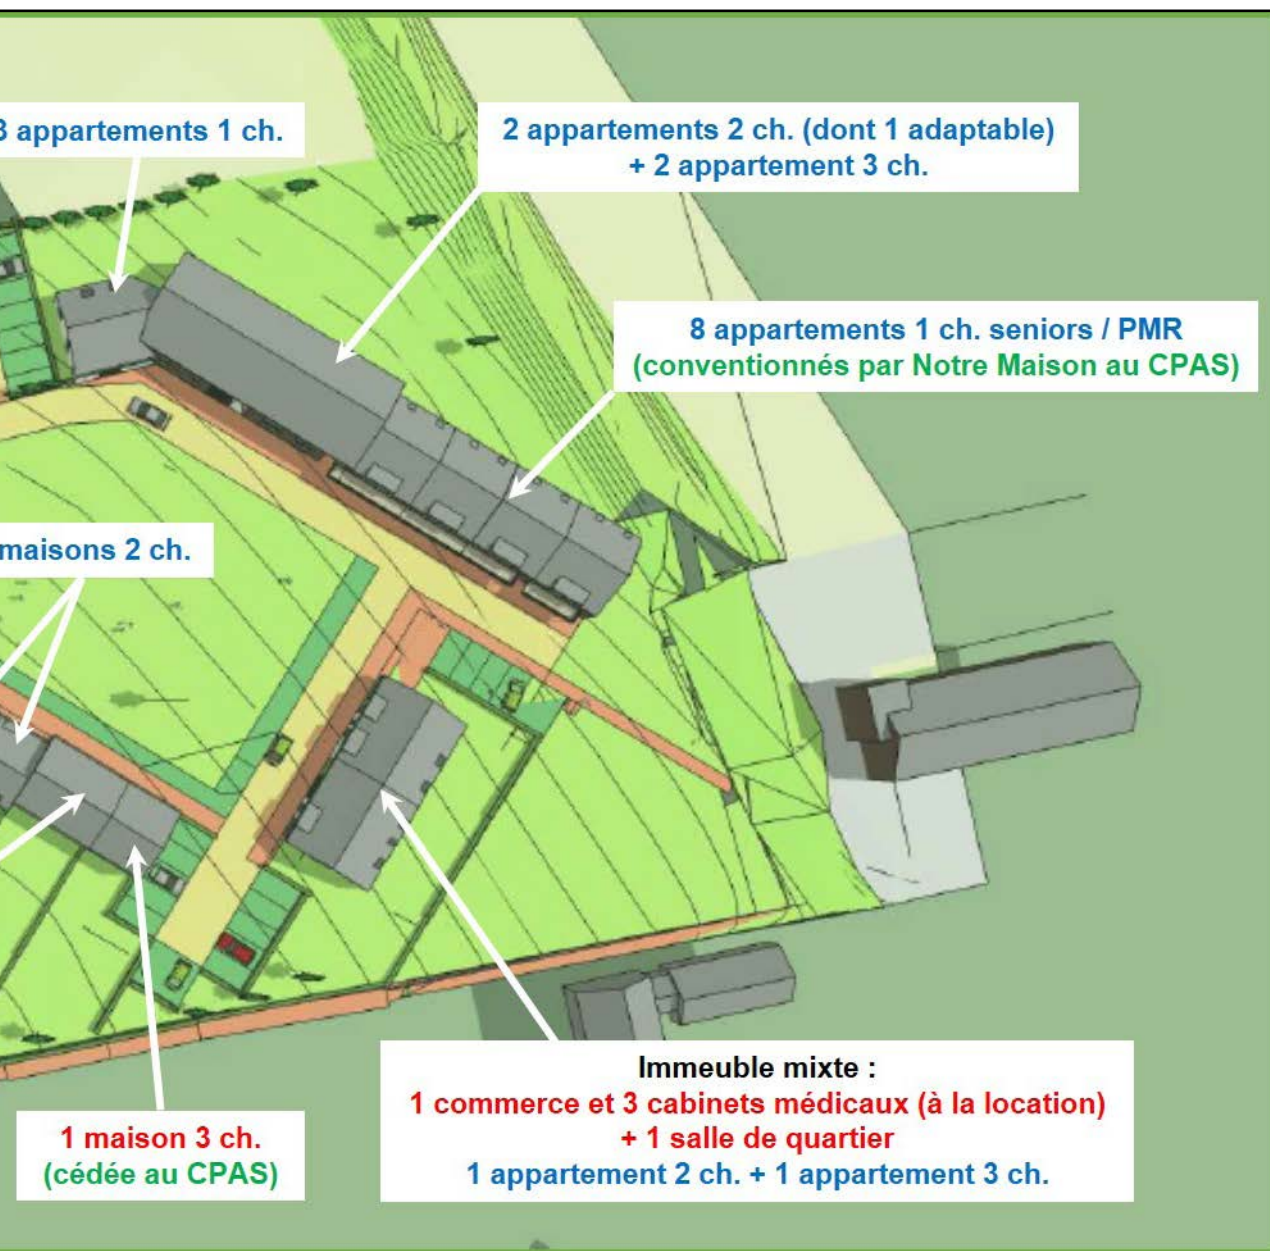 3 appartements 1 ch.
2 appartements 2 ch. (dont 1 adaptable)
+ 2 appartement 3 ch.
8 appartements 1 ch. seniors / PMR
(conventionnés par Notre Maison au CPAS)
maisons 2 ch.
Immeuble mixte :
1 commerce et 3 cabinets médicaux (à la location)
+ 1 salle de quartier
1 appartement 2 ch. + 1 appartement 3 ch.
1 maison 3 ch.
(cédée au CPAS)